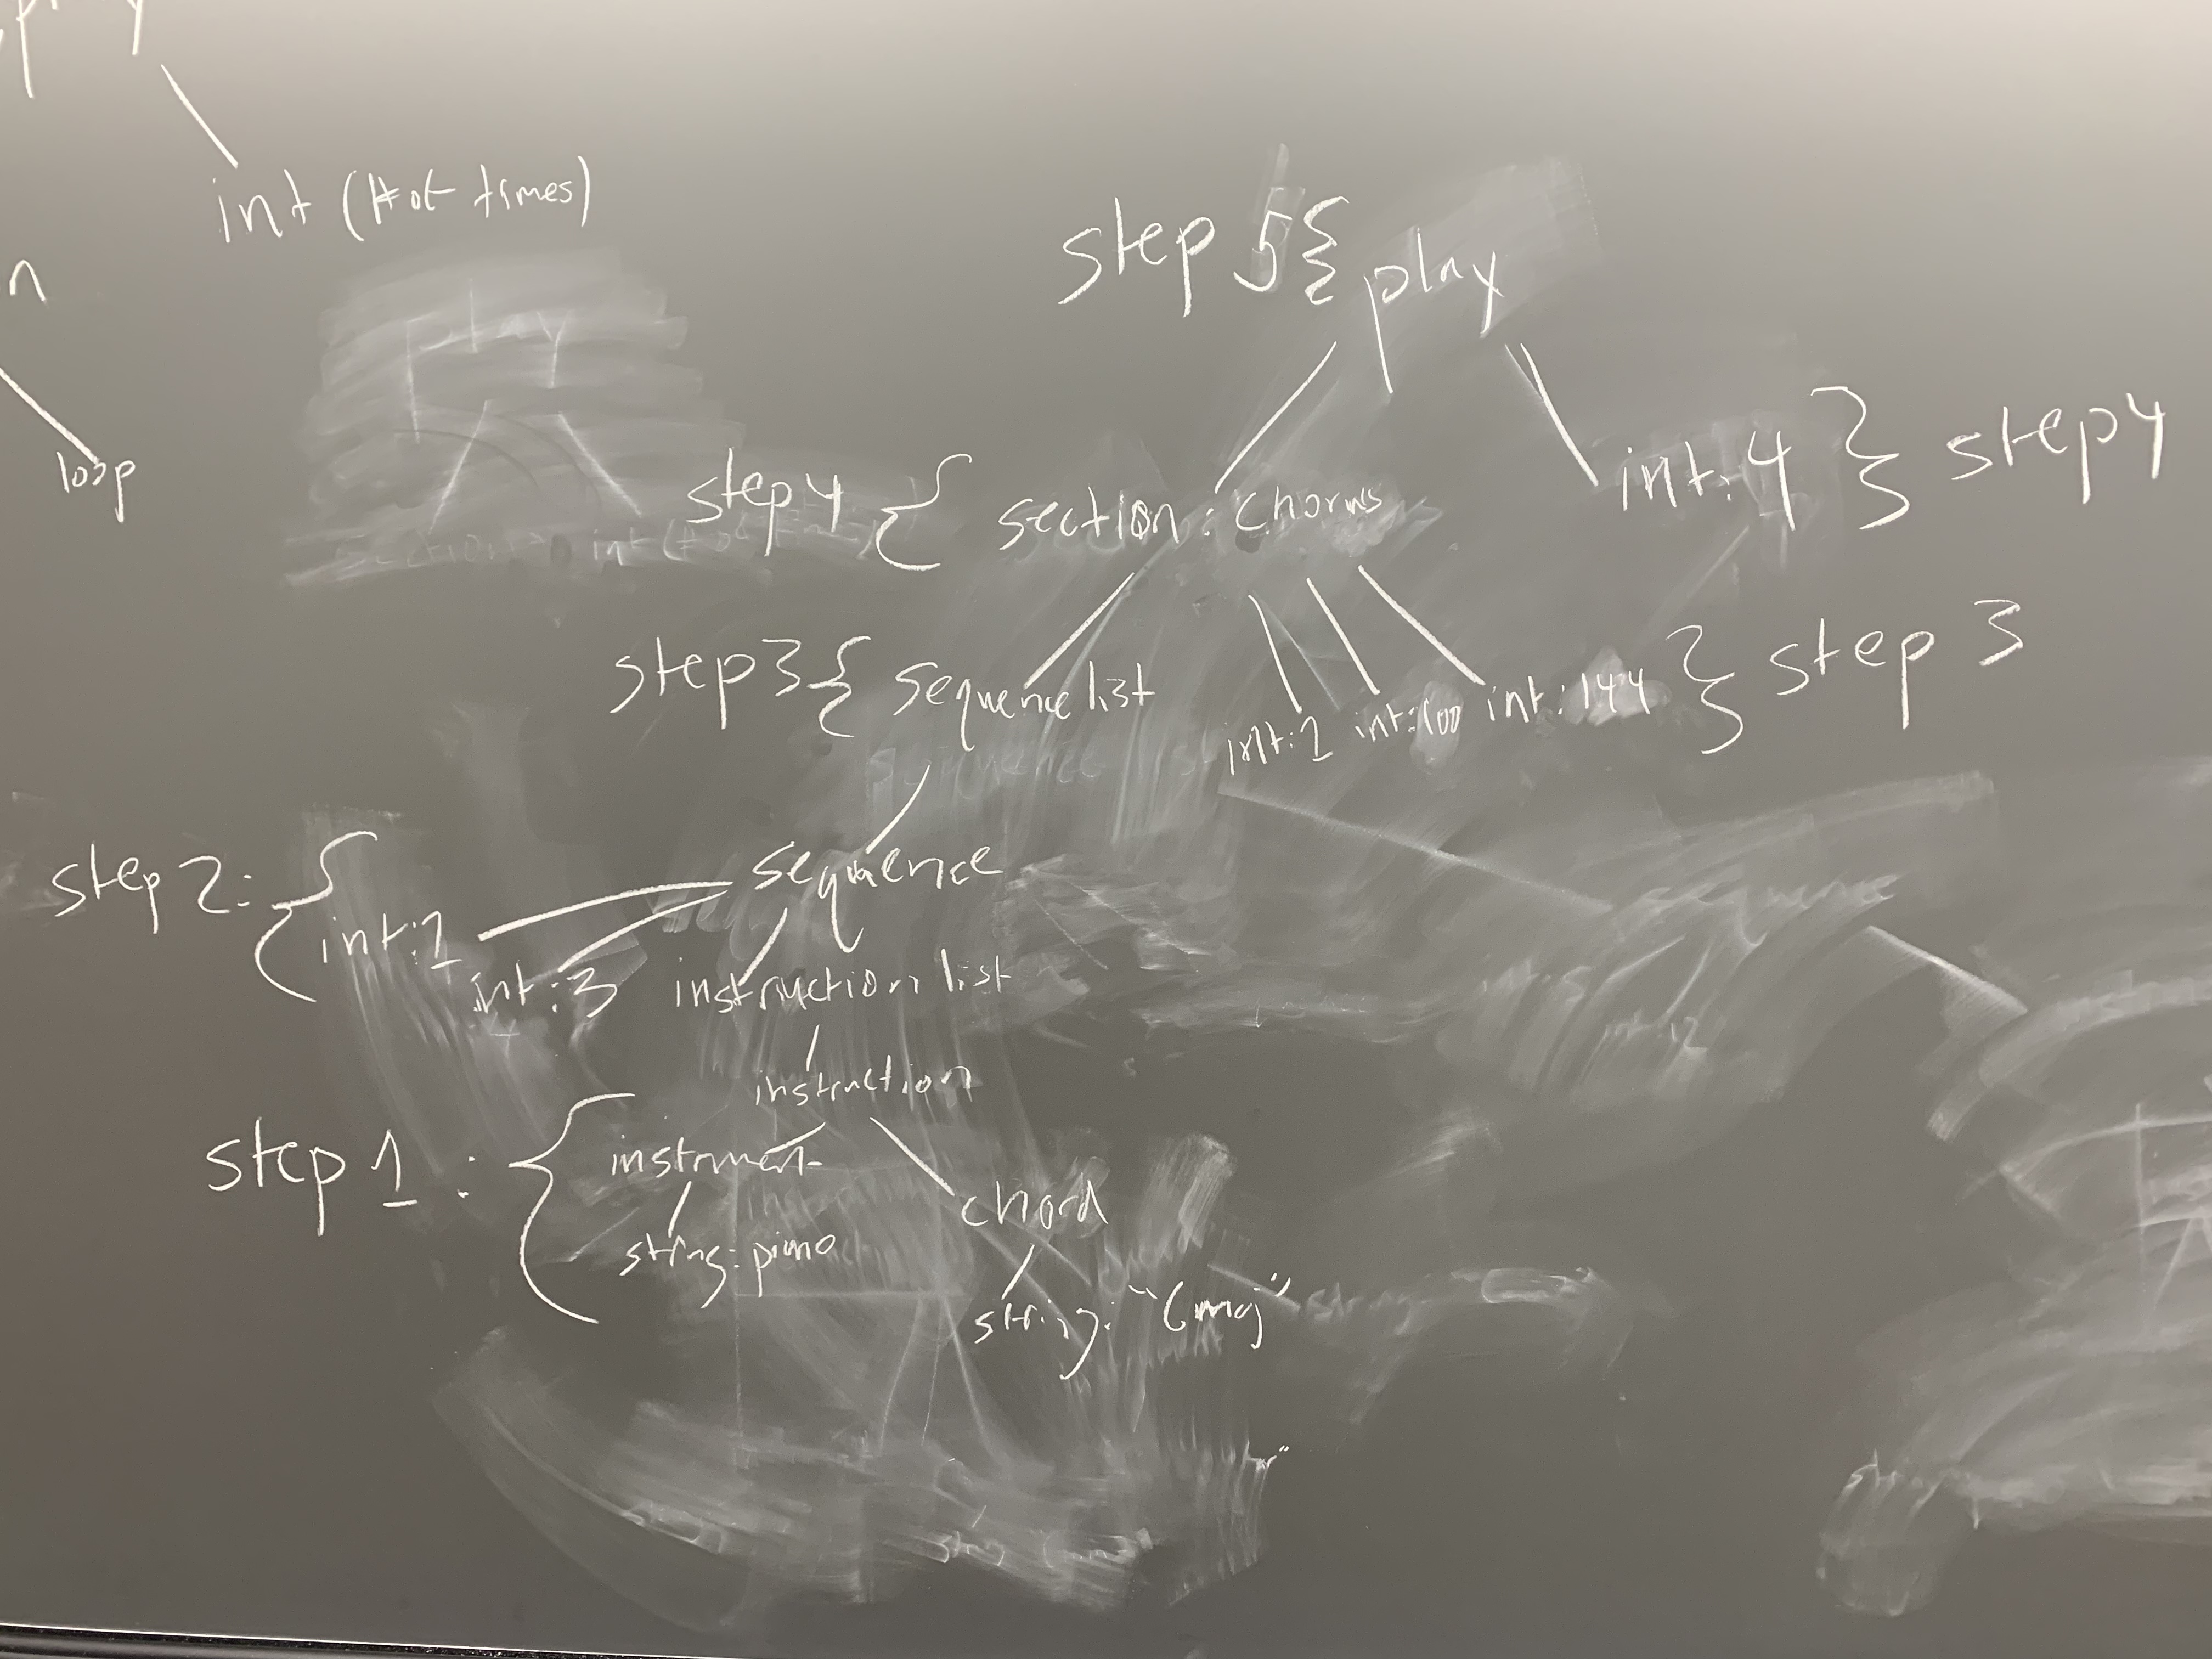 int (# of times)
step 5{ play
loop
step 4 { section: chorus
int: 4 } step 4
step 3 { sequence list
int: 2 int: 100 int: 144 } step 3
step 2: { int: 1
sequence
int: 3 instruction list
instruction
step 1 : { instrument
chord
string: piano
string: "Cmaj"